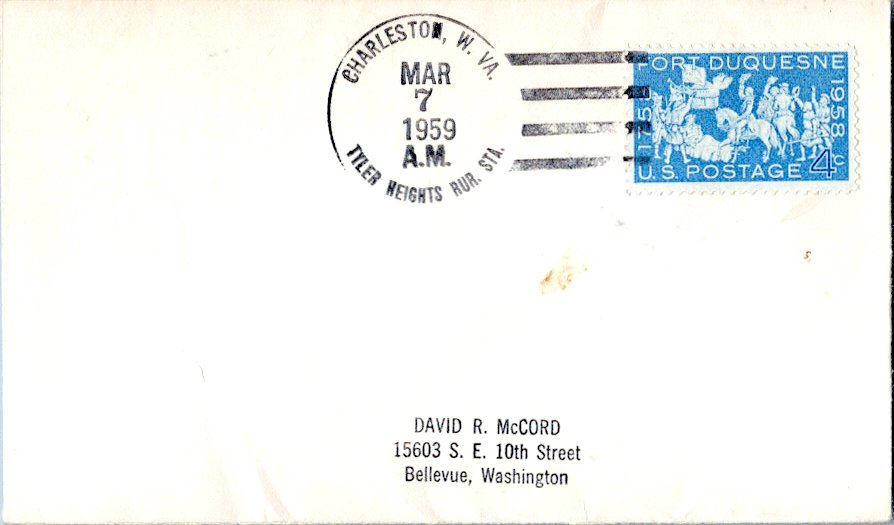 CHARLESTON, W. VA.
MAR
7
1959
A.M.
TYLER HEIGHTS RUR. STA.
FORT DUQUESNE
1758
1958
U.S. POSTAGE 4c
DAVID R. McCORD
15603 S. E. 10th Street
Bellevue, Washington